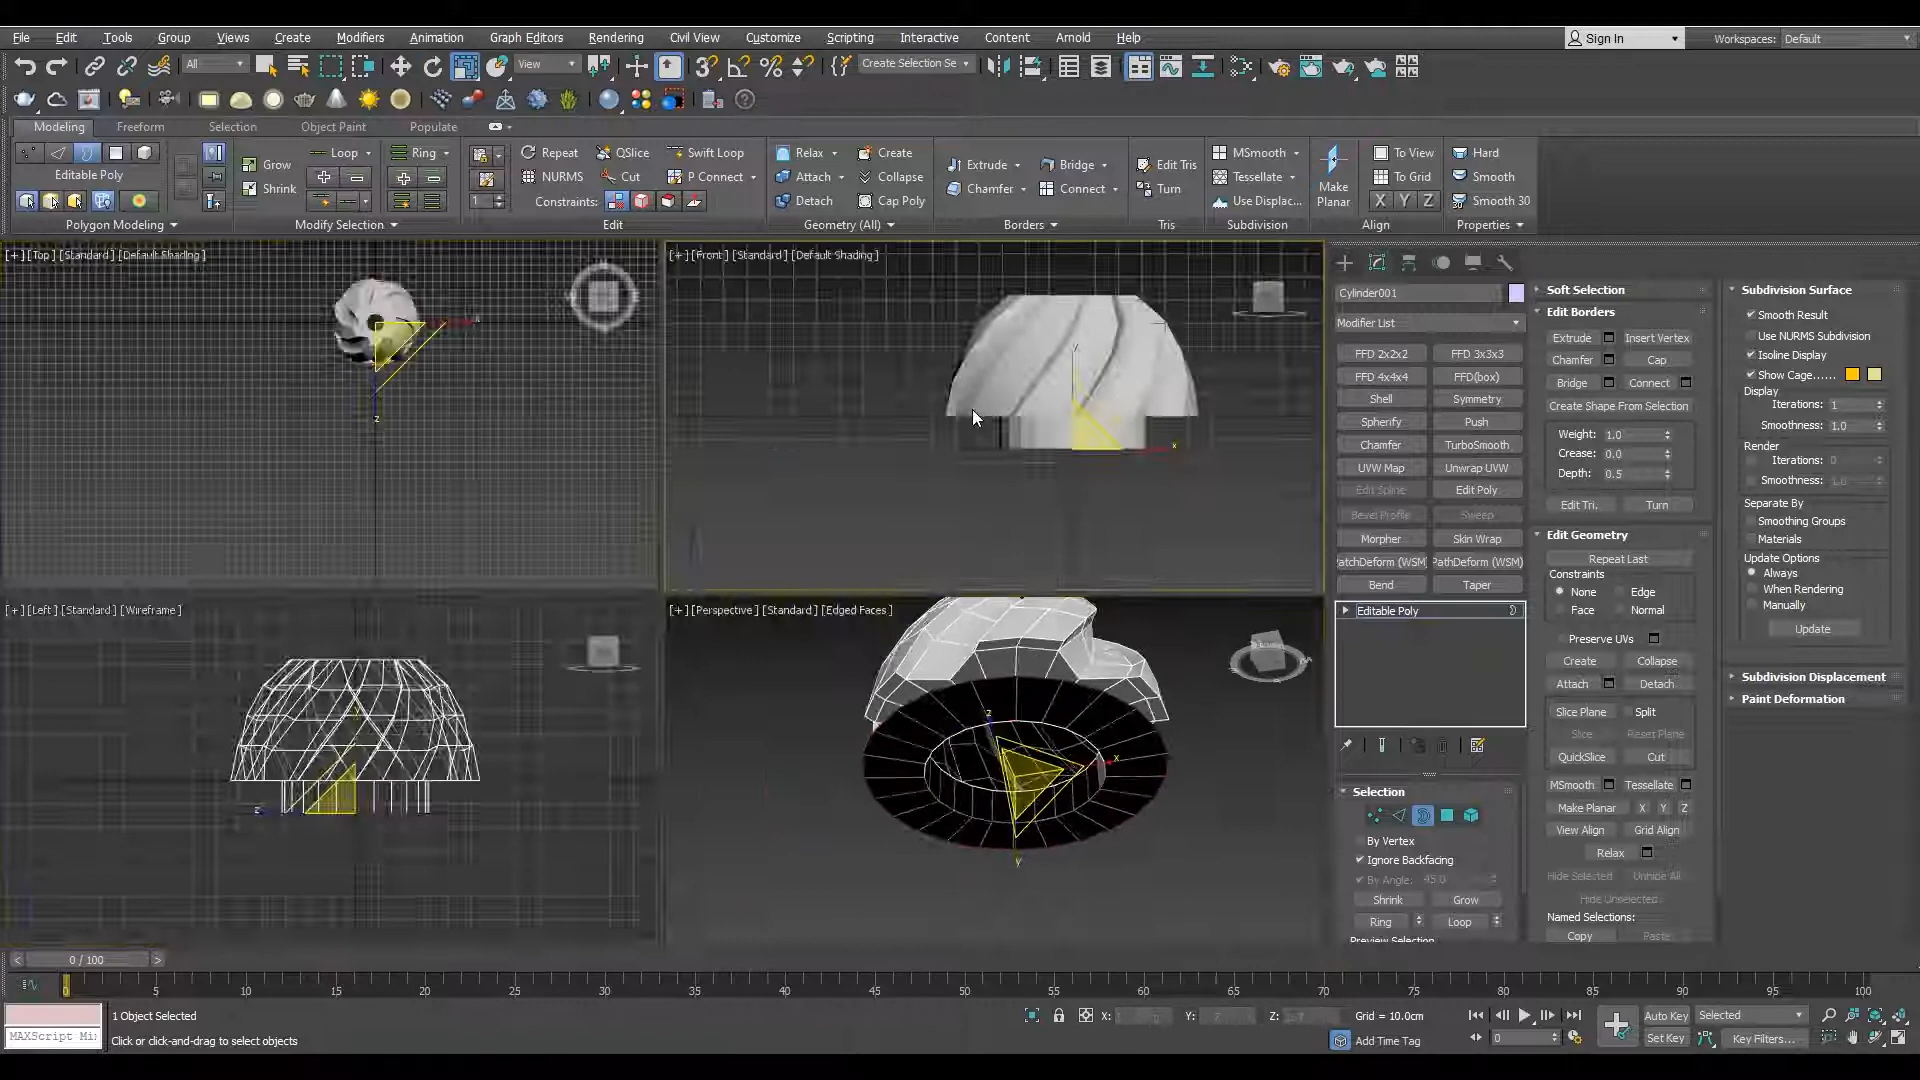 File Edit Tools Group Views Create Modifiers Animation Graph Editors Rendering Civil View Customize Scripting Interactive Content Arnold Help Sign In Workspaces: Default
All View Create Selection Se
Modeling Freeform Selection Object Paint Populate
Grow Loop Ring Repeat QSlice Swift Loop Relax Create Extrude Bridge Edit Tris MSmooth To View Hard
Editable Poly Shrink NURMS Cut P Connect Attach Collapse Chamfer Connect Turn Tessellate Make Planar To Grid Smooth
1 Constraints: Detach Cap Poly Use Displac... X Y Z Smooth 30
Polygon Modeling Modify Selection Edit Geometry (All) Borders Tris Subdivision Align Properties
[+] [Top] [Standard] [Default Shading]
[+] [Front] [Standard] [Default Shading]
[+] [Left] [Standard] [Wireframe]
[+] [Perspective] [Standard] [Edged Faces]
Cylinder001
Modifier List
FFD 2x2x2 FFD 3x3x3
FFD 4x4x4 FFD(box)
Shell Symmetry
Spherify Push
Chamfer TurboSmooth
UVW Map Unwrap UVW
Edit Spline Edit Poly
Bevel Profile Sweep
Morpher Skin Wrap
PatchDeform (WSM) PathDeform (WSM)
Bend Taper
Editable Poly
Selection
By Vertex
Ignore Backfacing
By Angle: 45.0
Shrink Grow
Ring Loop
Preview Selection
Soft Selection
Edit Borders
Extrude Insert Vertex
Chamfer Cap
Bridge Connect
Create Shape From Selection
Weight: 1.0
Crease: 0.0
Depth: 0.5
Edit Tri. Turn
Edit Geometry
Repeat Last
Constraints
None Edge
Face Normal
Preserve UVs
Create Collapse
Attach Detach
Slice Plane Split
Slice Reset Plane
QuickSlice Cut
MSmooth Tessellate
Make Planar X Y Z
View Align Grid Align
Relax
Hide Selected Unhide All
Hide Unselected
Named Selections:
Copy Paste
Subdivision Surface
Smooth Result
Use NURMS Subdivision
Isoline Display
Show Cage......
Display
Iterations: 1
Smoothness: 1.0
Render
Iterations: 0
Smoothness: 1.0
Separate By
Smoothing Groups
Materials
Update Options
Always
When Rendering
Manually
Update
Subdivision Displacement
Paint Deformation
0 / 100
0 5 10 15 20 25 30 35 40 45 50 55 60 65 70 75 80 85 90 95 100
1 Object Selected X: Y: Z: Grid = 10.0cm Auto Key Selected
MAXScript Mi Click or click-and-drag to select objects Add Time Tag 0 Set Key Key Filters...